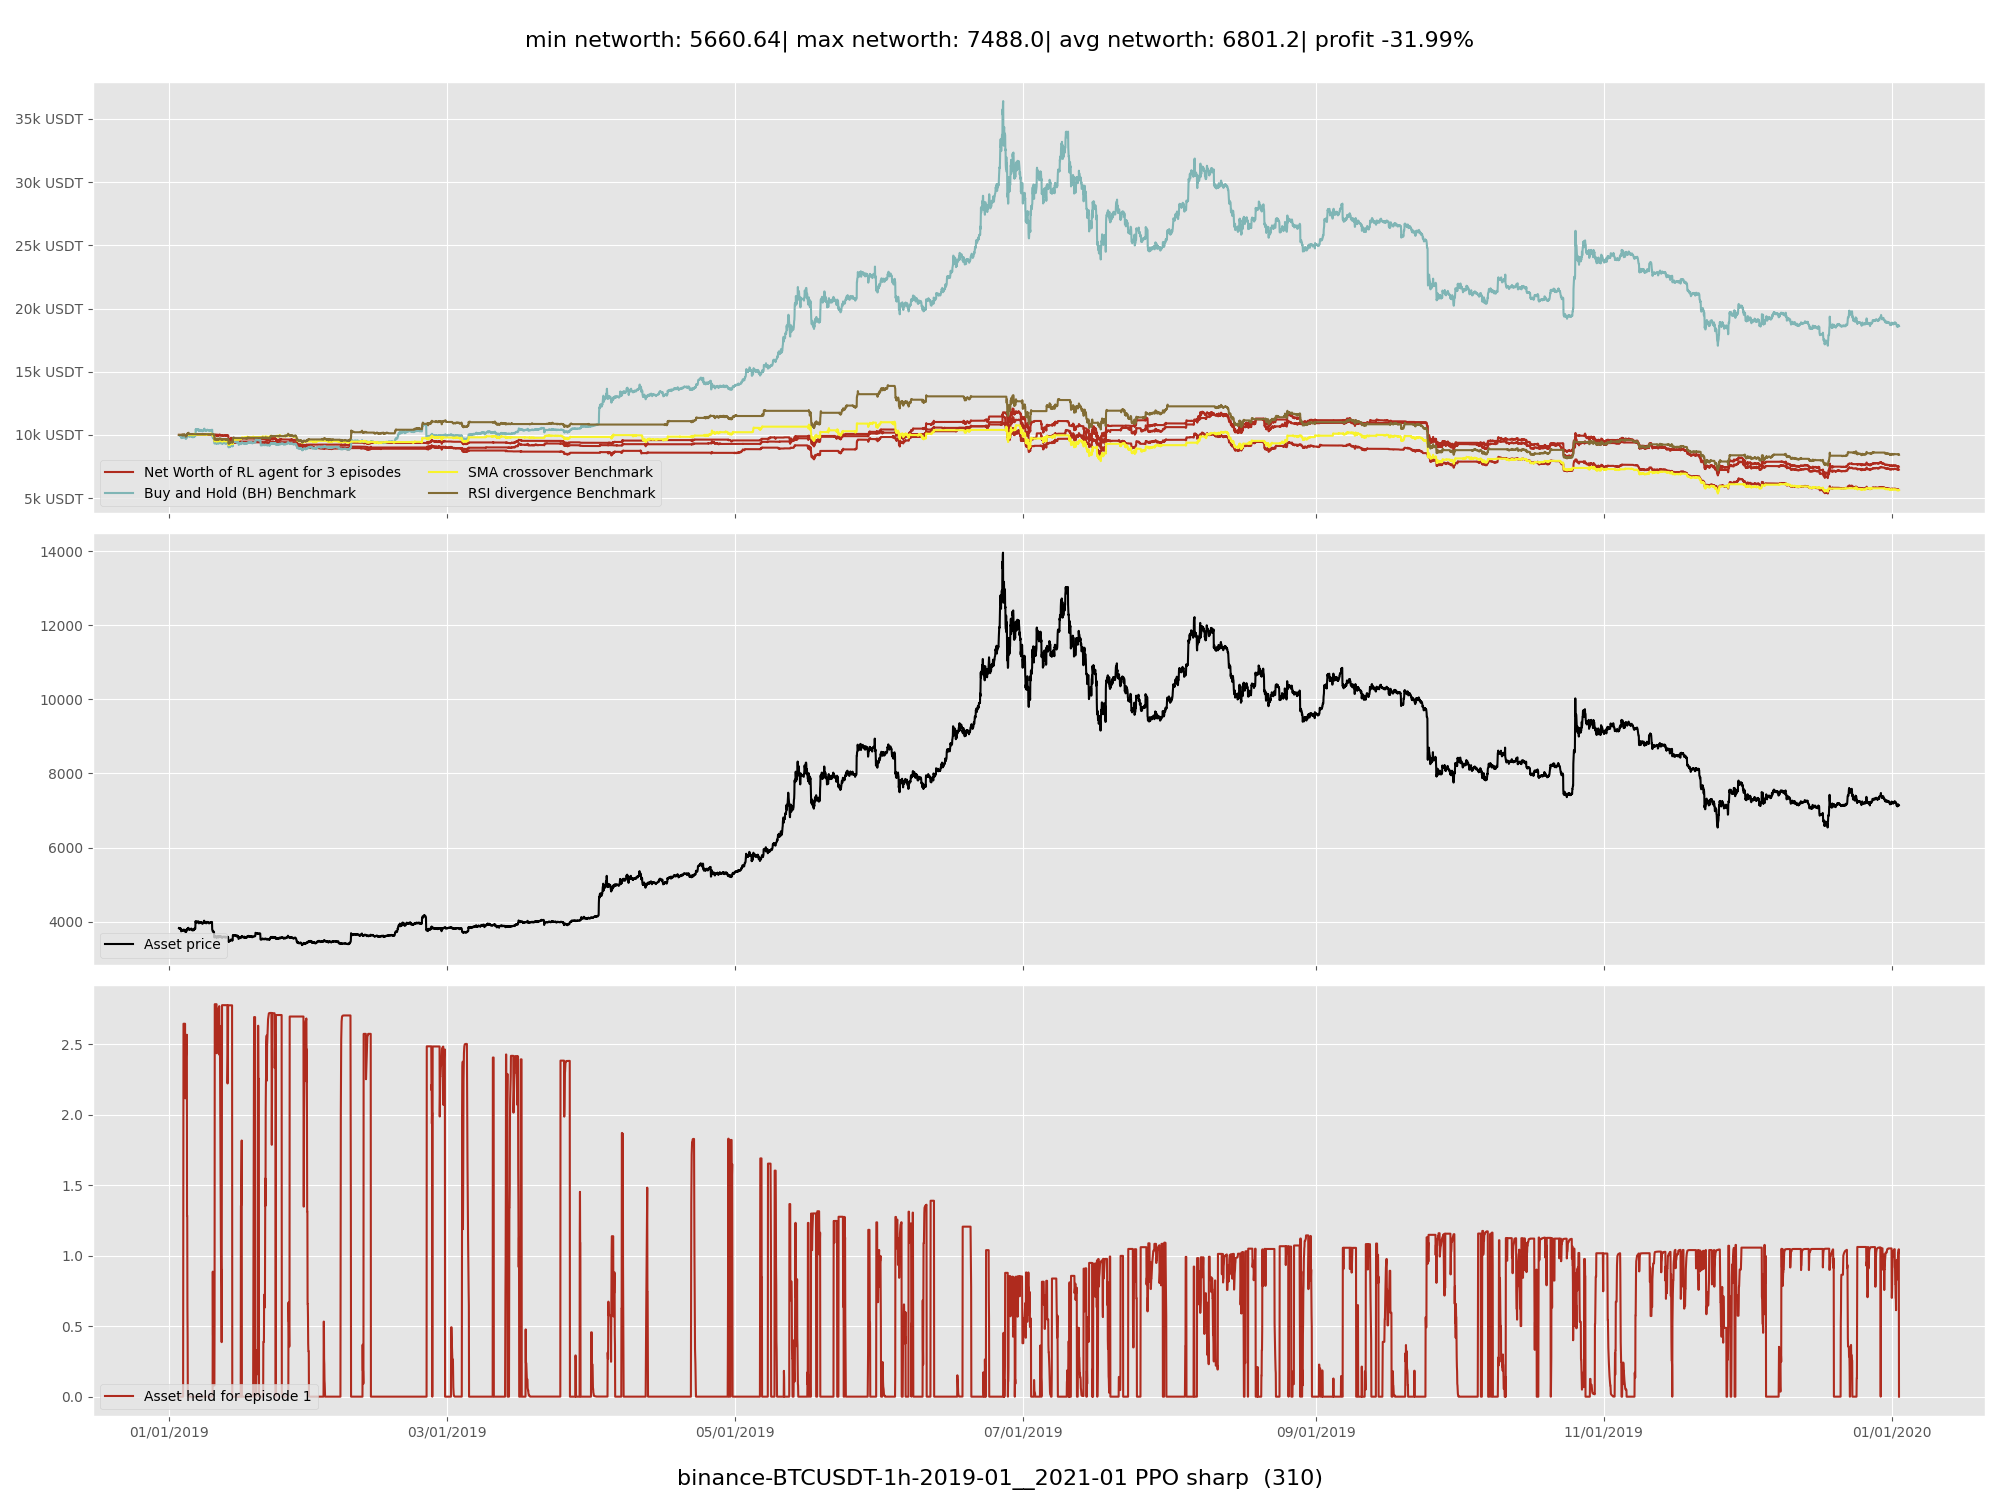 min networth: 5660.64| max networth: 7488.0| avg networth: 6801.2| profit -31.99%
35k USDT
30k USDT
25k USDT
20k USDT
15k USDT
10k USDT
5k USDT
Net Worth of RL agent for 3 episodes
Buy and Hold (BH) Benchmark
SMA crossover Benchmark
RSI divergence Benchmark
14000
12000
10000
8000
6000
4000
Asset price
2.5
2.0
1.5
1.0
0.5
0.0
Asset held for episode 1
01/01/2019 03/01/2019 05/01/2019 07/01/2019 09/01/2019 11/01/2019 01/01/2020
binance-BTCUSDT-1h-2019-01__2021-01 PPO sharp (310)